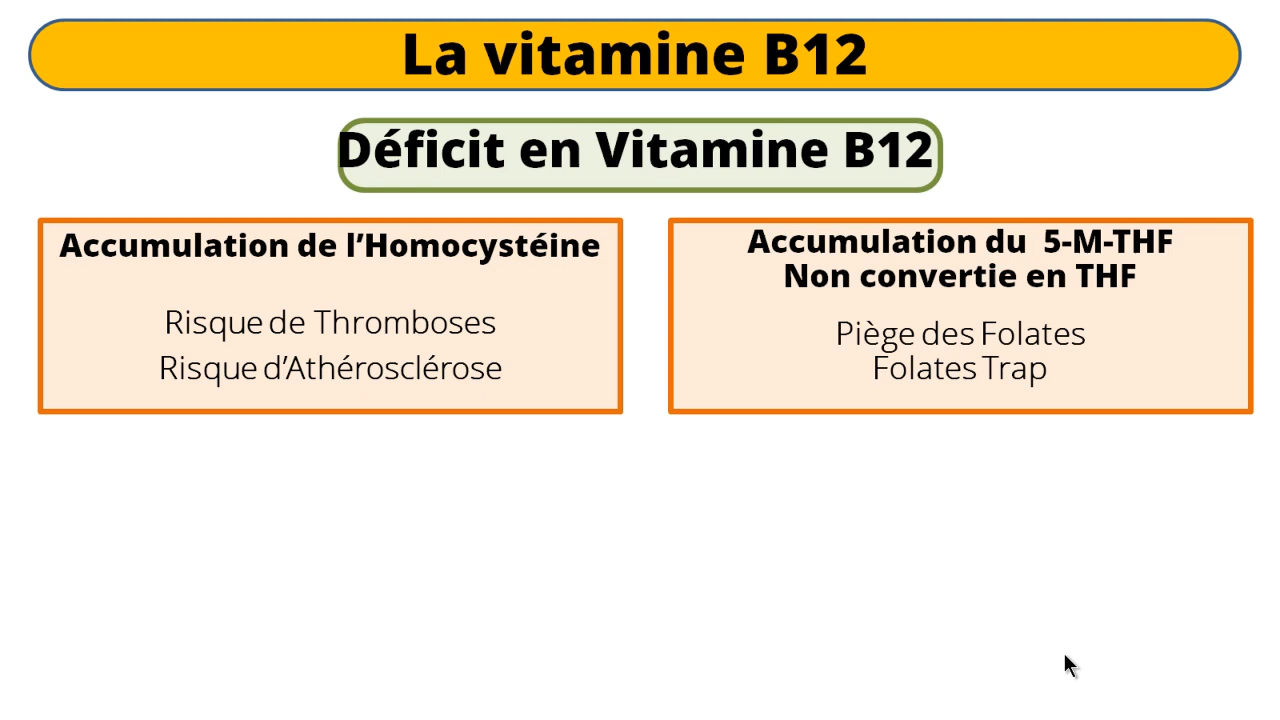 La vitamine B12
Déficit en Vitamine B12
Accumulation de l’Homocystéine
Risque de Thromboses
Risque d’Athérosclérose
Accumulation du 5-M-THF
Non convertie en THF
Piège des Folates
Folates Trap